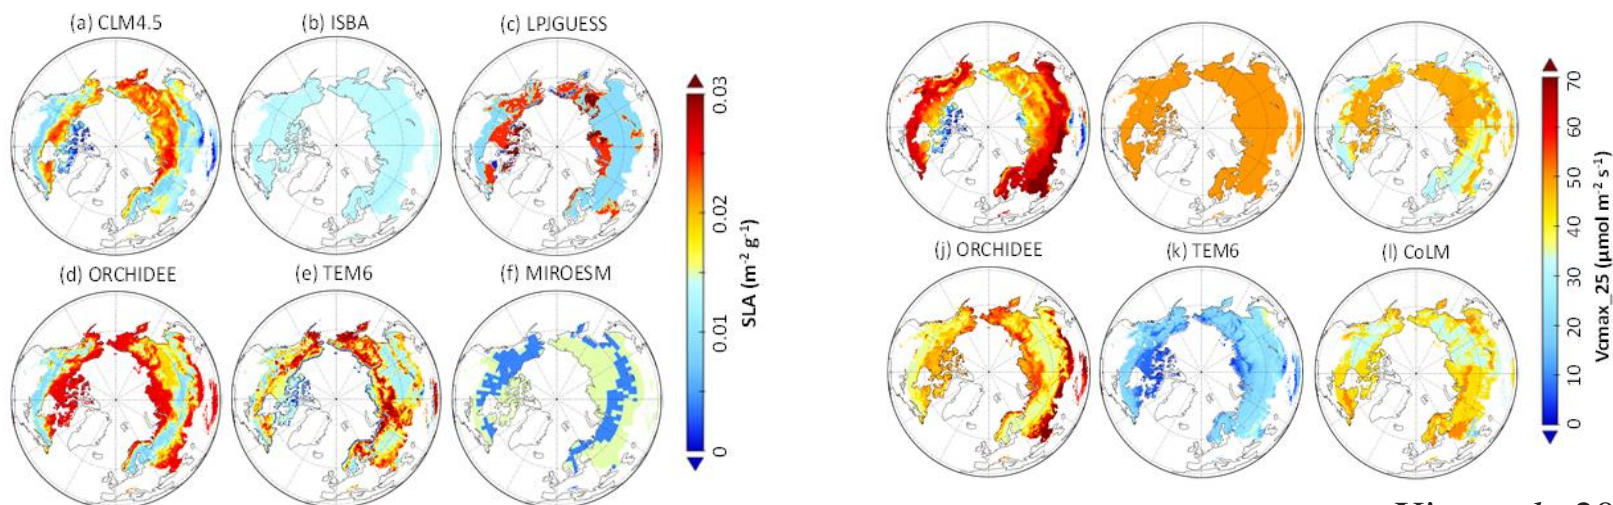 (a) CLM4.5
(b) ISBA
(c) LPJGUESS
(d) ORCHIDEE
(e) TEM6
(f) MIROESM
0.03
0.02
0.01
0
SLA (m⁻² g⁻¹)
(j) ORCHIDEE
(k) TEM6
(l) CoLM
70
60
50
40
30
20
10
0
Vcmax_25 (μmol m⁻² s⁻¹)